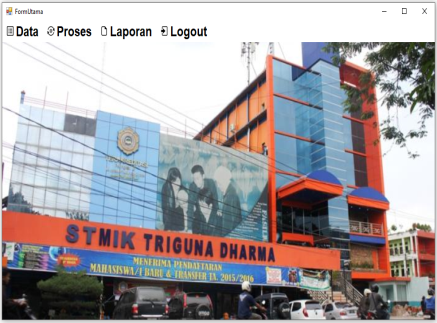 FormUtama
Data Proses Laporan Logout
STMIK TRIGUNA DHARMA
MENERIMA PENDAFTARAN
MAHASISWA/I BARU & TRANSFER TA. 2015/2016